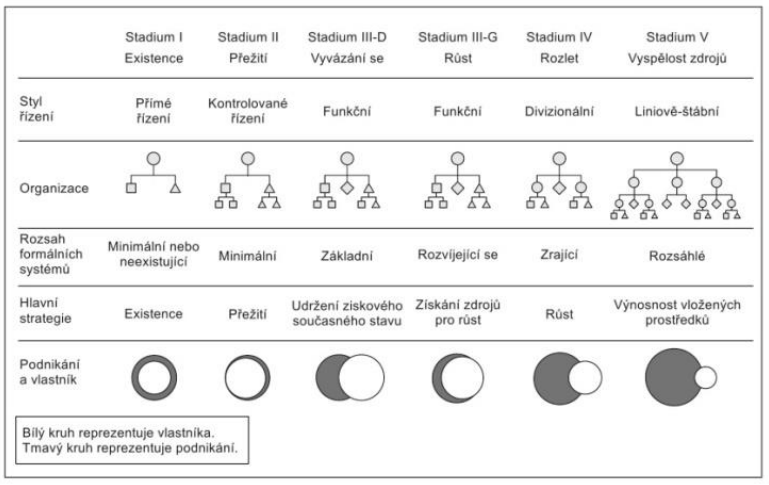 Stadium I Stadium II Stadium III-D Stadium III-G Stadium IV Stadium V
Existence Přežití Vyvázání se Růst Rozlet Vyspělost zdrojů
Styl
řízení
Přímé
řízení
Kontrolované
řízení
Funkční
Funkční
Divizionální
Liniově-štábní
Organizace
Rozsah
formálních
systémů
Minimální nebo
neexistující
Minimální
Základní
Rozvíjející se
Zrající
Rozsáhlé
Hlavní
strategie
Existence
Přežití
Udržení ziskového
současného stavu
Získání zdrojů
pro růst
Růst
Výnosnost vložených
prostředků
Podnikání
a vlastník
Bílý kruh reprezentuje vlastníka.
Tmavý kruh reprezentuje podnikání.